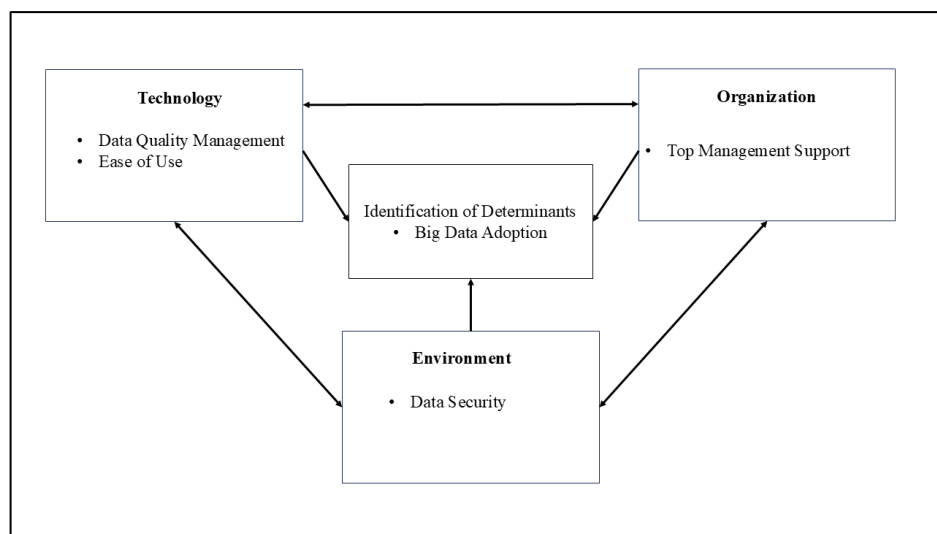 Technology
• Data Quality Management
• Ease of Use
Organization
• Top Management Support
Identification of Determinants
• Big Data Adoption
Environment
• Data Security